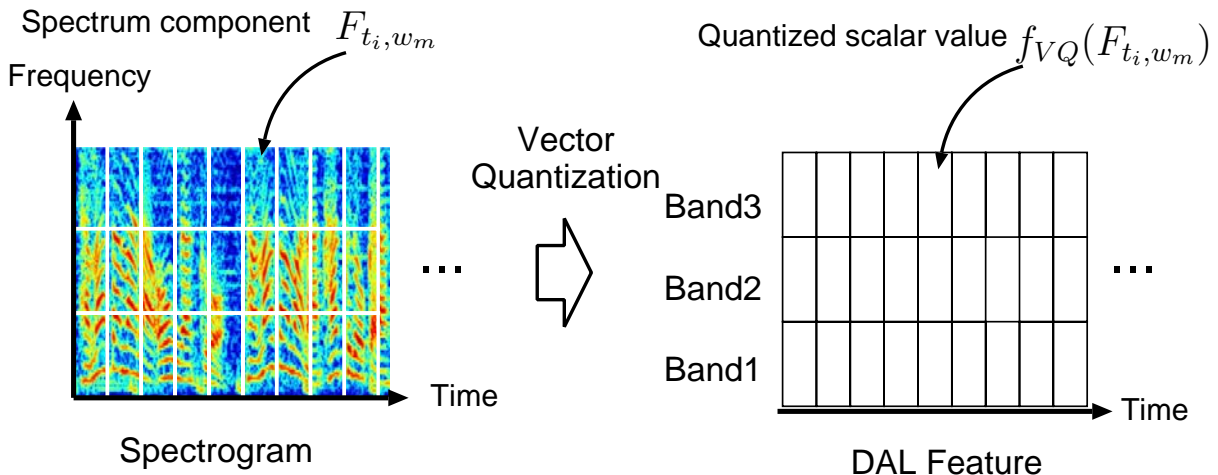 Spectrum component $F_{t_i,w_m}$
Frequency
Time
Spectrogram
...
Vector
Quantization
Quantized scalar value $f_{VQ}(F_{t_i,w_m})$
Band3
Band2
Band1
...
Time
DAL Feature